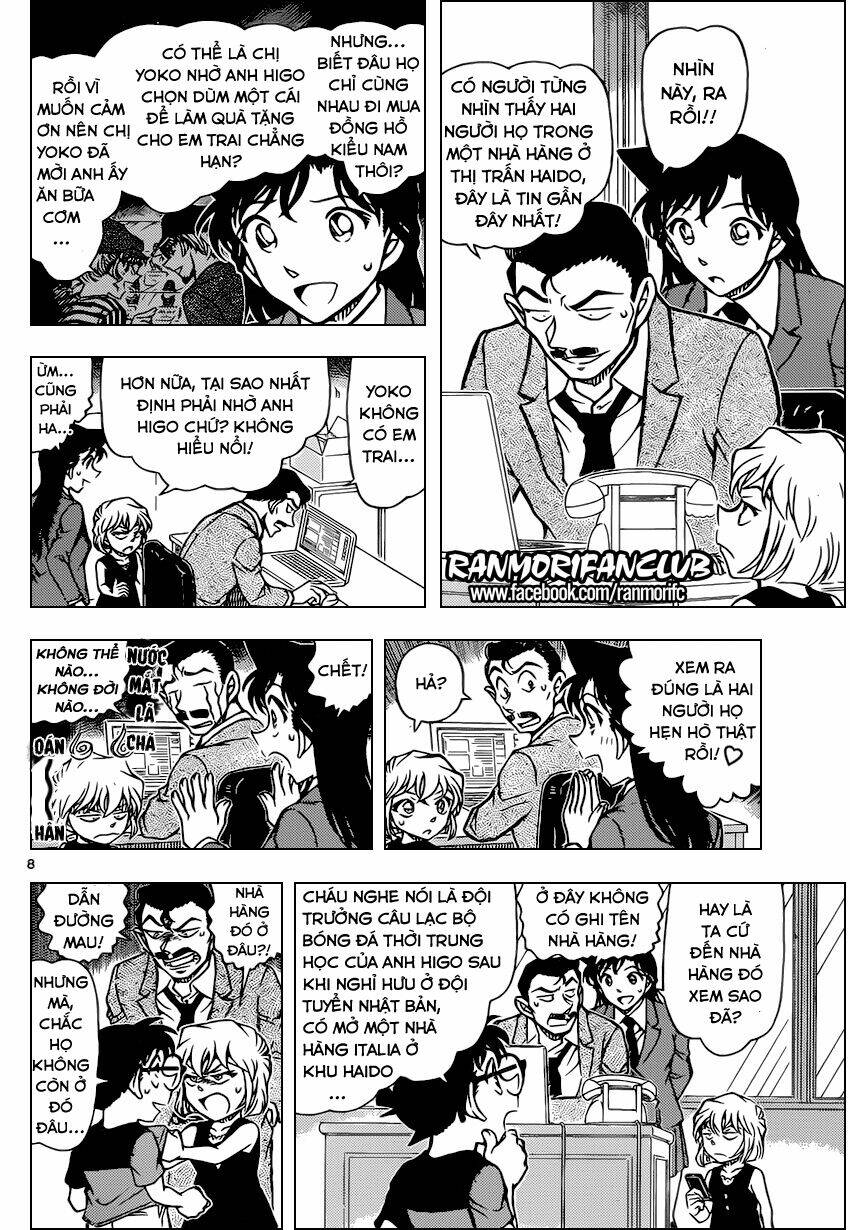 NHÌN
NÀY, RA
RỒI!!
CÓ NGƯỜI TỪNG
NHÌN THẤY HAI
NGƯỜI HỌ TRONG
MỘT NHÀ HÀNG Ở
THỊ TRẤN HAIDO,
ĐÂY LÀ TIN GẦN
ĐÂY NHẤT!
NHƯNG...
BIẾT ĐÂU HỌ
CHỈ CÙNG
NHAU ĐI MUA
ĐỒNG HỒ
KIỂU NAM
THÔI?
CÓ THỂ LÀ CHỊ
YOKO NHỜ ANH HIGO
CHỌN DÙM MỘT CÁI
ĐỂ LÀM QUÀ TẶNG
CHO EM TRAI CHẲNG
HẠN?
RỒI VÌ
MUỐN CẢM
ƠN NÊN CHỊ
YOKO ĐÃ
MỜI ANH ẤY
ĂN BỮA
CƠM
...
YOKO
KHÔNG
CÓ EM
TRAI...
HƠN NỮA, TẠI SAO NHẤT
ĐỊNH PHẢI NHỜ ANH
HIGO CHỨ? KHÔNG
HIỂU NỔI!
ỪM...
CŨNG
PHẢI
HA...
RANMORIFANCLUB
www.facebook.com/ranmorifc
XEM RA
ĐÚNG LÀ HAI
NGƯỜI HỌ
HẸN HÒ THẬT
RỒI!♡
HẢ?
CHẾT!
NƯỚC
MẮT
LÃ
CHÃ
KHÔNG THỂ
NÀO...
KHÔNG ĐỜI
NÀO...
OÁN
HẬN
8
HAY LÀ
TA CỨ
ĐẾN NHÀ
HÀNG ĐÓ
XEM SAO
ĐÃ?
Ở ĐÂY KHÔNG
CÓ GHI TÊN
NHÀ HÀNG!
CHÁU NGHE NÓI LÀ ĐỘI
TRƯỞNG CÂU LẠC BỘ
BÓNG ĐÁ THỜI TRUNG
HỌC CỦA ANH HIGO SAU
KHI NGHỈ HƯU Ở ĐỘI
TUYỂN NHẬT BẢN,
CÓ MỞ MỘT NHÀ
HÀNG ITALIA Ở
KHU HAIDO
...
NHÀ
HÀNG
ĐÓ Ở
ĐÂU?!
DẪN
ĐƯỜNG
MAU!
NHƯNG
MÀ,
CHẮC
HỌ
KHÔNG
CÒN Ở
ĐÓ
ĐÂU...